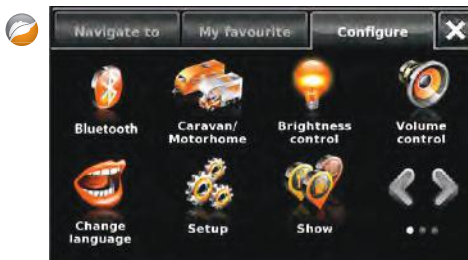 Navigate to
My favourite
Configure
Bluetooth
Caravan/
Motorhome
Brightness
control
Volume
control
Change
language
Setup
Show